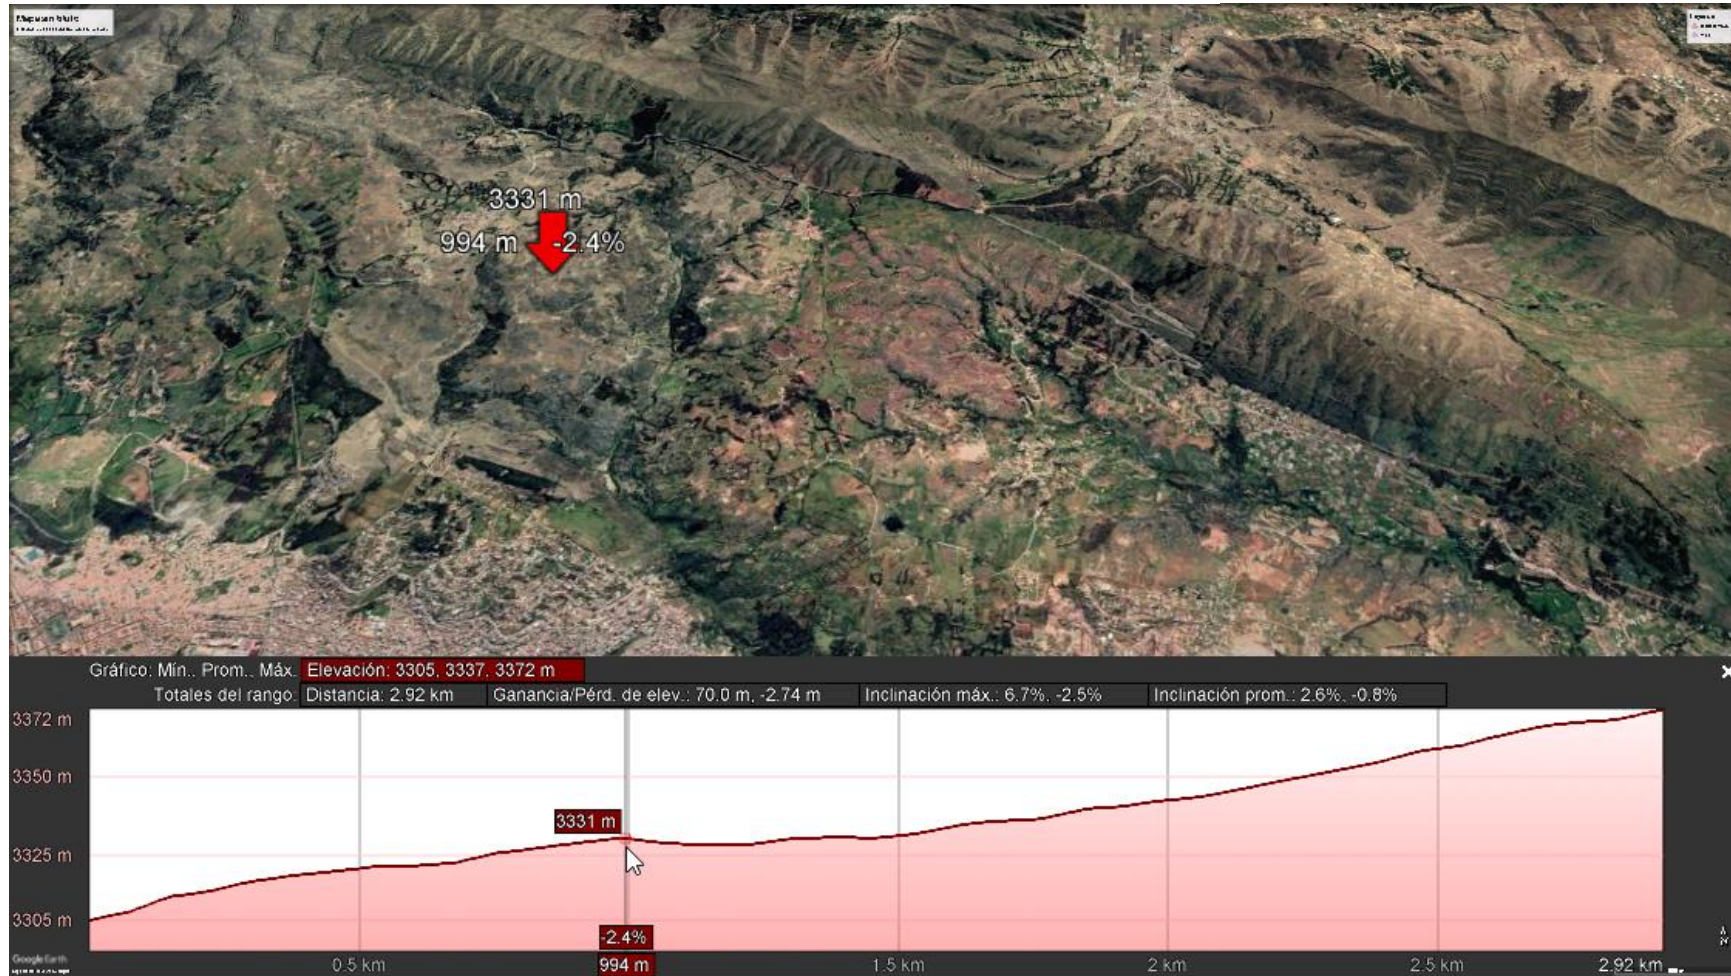 3331 m
994 m
-2.4%
Gráfico: Mín.. Prom.. Máx. Elevación: 3305, 3337, 3372 m
Totales del rango: Distancia: 2.92 km Ganancia/Pérd. de elev.: 70.0 m, -2.74 m Inclinación máx.: 6.7%, -2.5% Inclinación prom.: 2.6%, -0.8%
3372 m
3350 m
3331 m
3325 m
3305 m
-2.4%
Google Earth
0.5 km 994 m 1.5 km 2 km 2.5 km 2.92 km